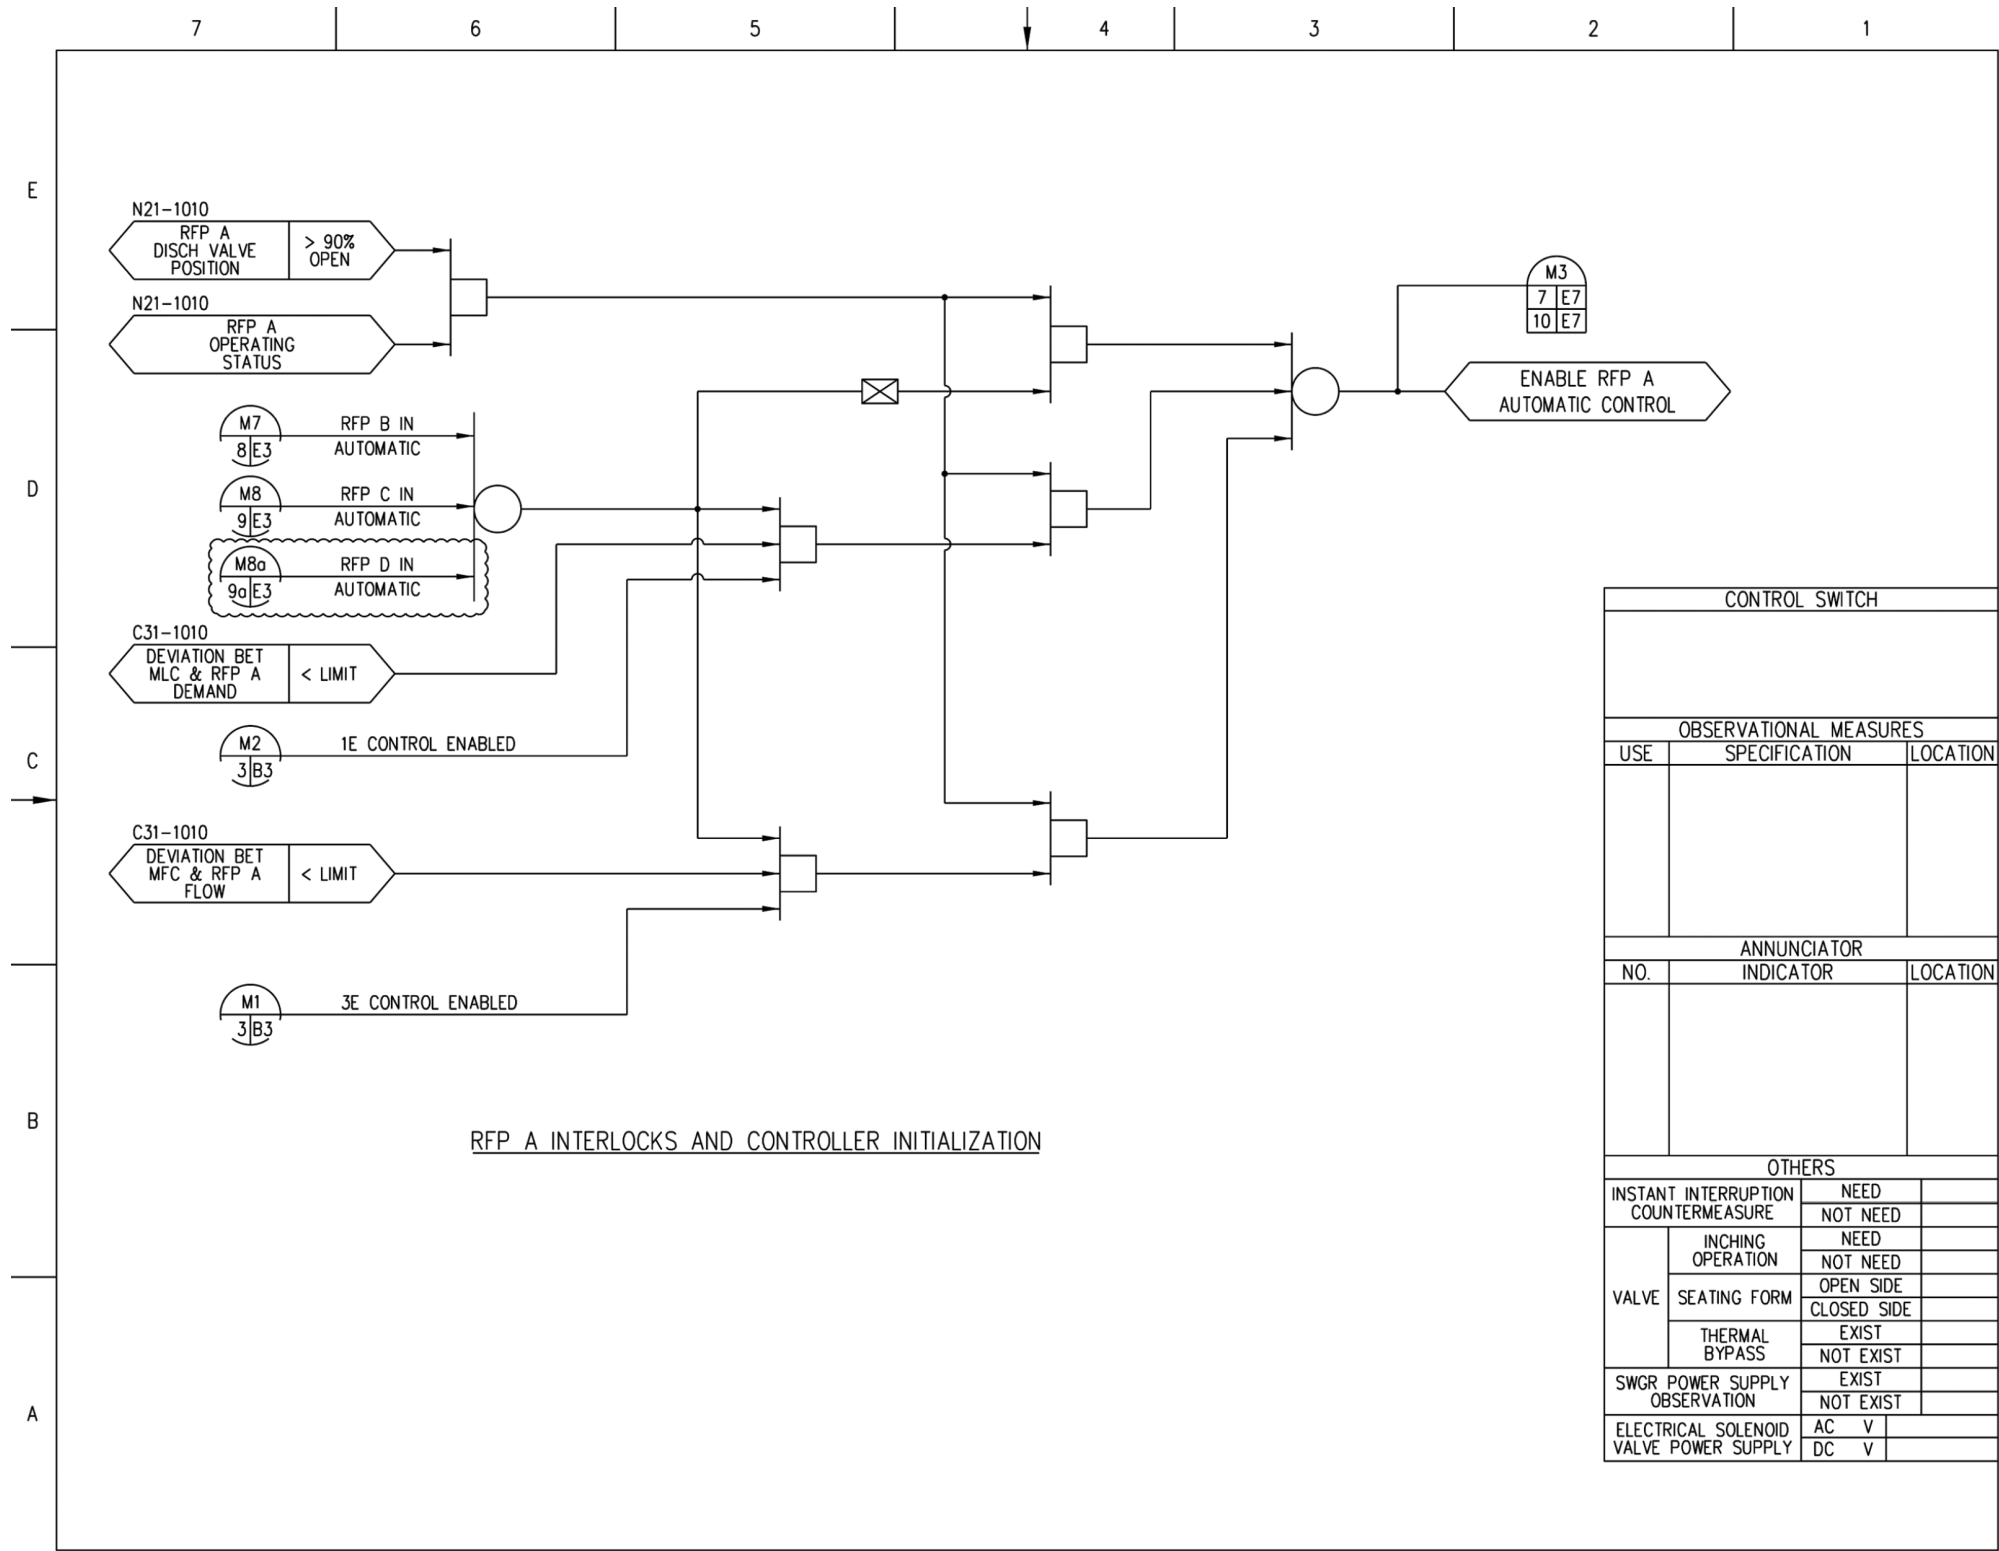 7 6 5 4 3 2 1
E
D
C
B
A
N21-1010
RFP A
DISCH VALVE
POSITION
> 90%
OPEN
N21-1010
RFP A
OPERATING
STATUS
M7
8 E3
RFP B IN
AUTOMATIC
M8
9 E3
RFP C IN
AUTOMATIC
M8a
9a E3
RFP D IN
AUTOMATIC
C31-1010
DEVIATION BET
MLC & RFP A
DEMAND
< LIMIT
M2
3 B3
1E CONTROL ENABLED
C31-1010
DEVIATION BET
MFC & RFP A
FLOW
< LIMIT
M1
3 B3
3E CONTROL ENABLED
M3
7 E7
10 E7
ENABLE RFP A
AUTOMATIC CONTROL
RFP A INTERLOCKS AND CONTROLLER INITIALIZATION
CONTROL SWITCH
OBSERVATIONAL MEASURES
USE SPECIFICATION LOCATION
ANNUNCIATOR
NO. INDICATOR LOCATION
OTHERS
INSTANT INTERRUPTION
COUNTERMEASURE
NEED
NOT NEED
VALVE
INCHING
OPERATION
NEED
NOT NEED
SEATING FORM
OPEN SIDE
CLOSED SIDE
THERMAL
BYPASS
EXIST
NOT EXIST
SWGR POWER SUPPLY
OBSERVATION
EXIST
NOT EXIST
ELECTRICAL SOLENOID
VALVE POWER SUPPLY
AC V
DC V